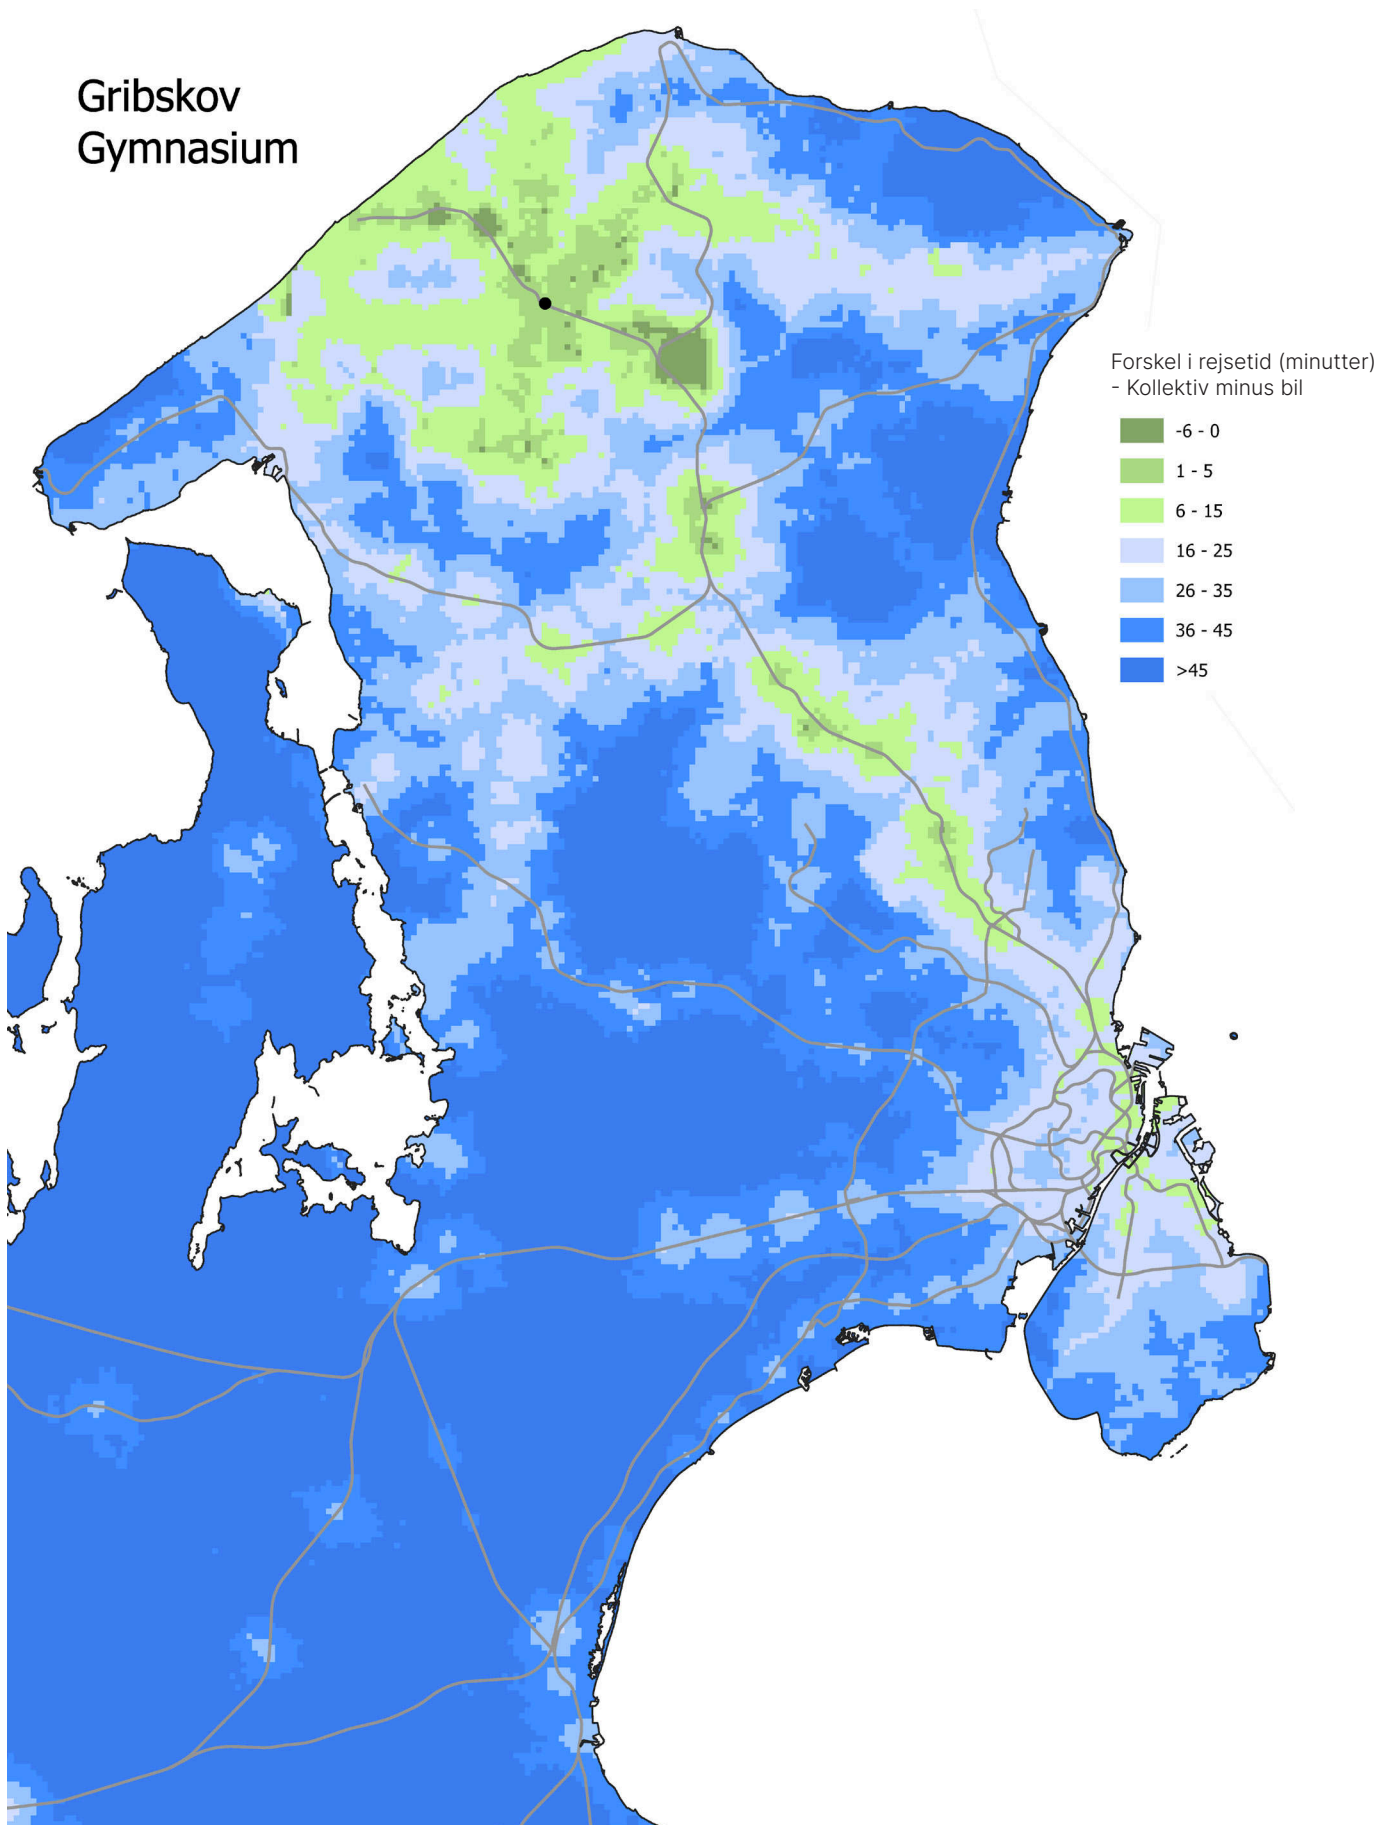 Gribskov
Gymnasium
Forskel i rejsetid (minutter)
- Kollektiv minus bil
-6 - 0
1 - 5
6 - 15
16 - 25
26 - 35
36 - 45
>45